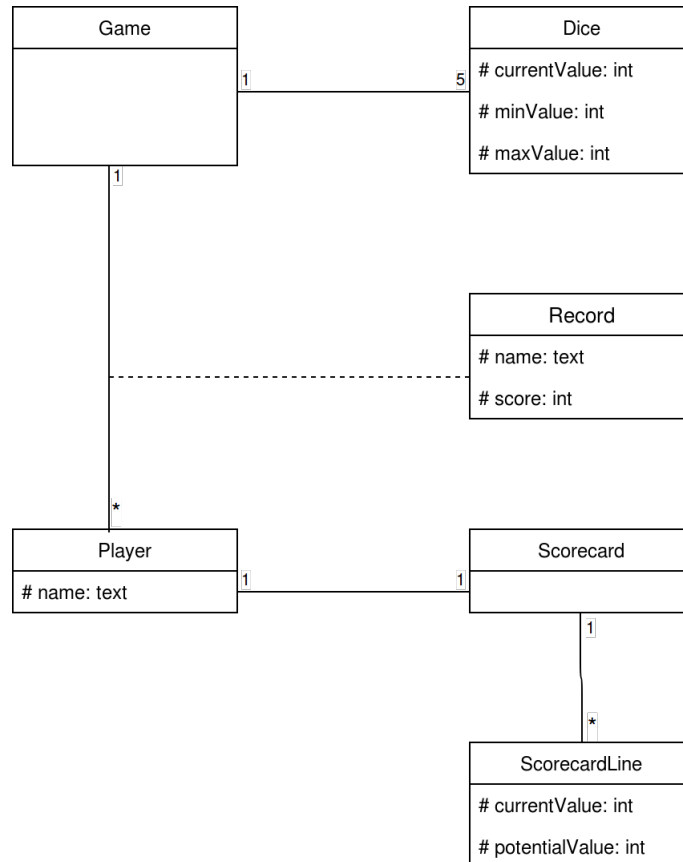 Game
Dice
# currentValue: int
# minValue: int
# maxValue: int
1
5
1
Record
# name: text
# score: int
*
Player
# name: text
1
1
Scorecard
1
*
ScorecardLine
# currentValue: int
# potentialValue: int